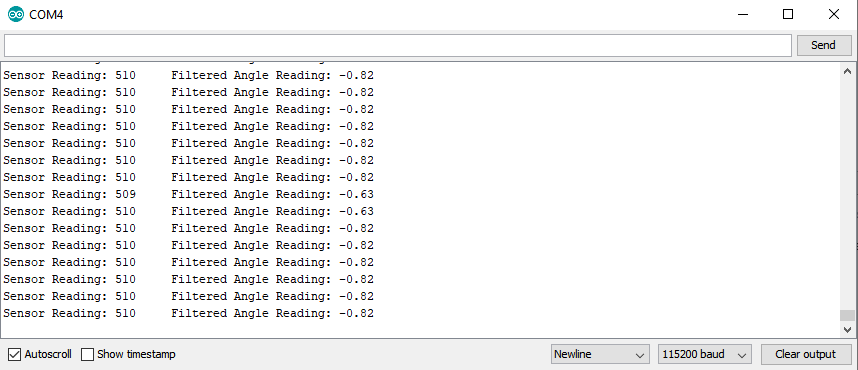 COM4
Send
Sensor Reading: 510 Filtered Angle Reading: -0.82
Sensor Reading: 510 Filtered Angle Reading: -0.82
Sensor Reading: 510 Filtered Angle Reading: -0.82
Sensor Reading: 510 Filtered Angle Reading: -0.82
Sensor Reading: 510 Filtered Angle Reading: -0.82
Sensor Reading: 510 Filtered Angle Reading: -0.82
Sensor Reading: 510 Filtered Angle Reading: -0.82
Sensor Reading: 509 Filtered Angle Reading: -0.63
Sensor Reading: 510 Filtered Angle Reading: -0.63
Sensor Reading: 510 Filtered Angle Reading: -0.82
Sensor Reading: 510 Filtered Angle Reading: -0.82
Sensor Reading: 510 Filtered Angle Reading: -0.82
Sensor Reading: 510 Filtered Angle Reading: -0.82
Sensor Reading: 510 Filtered Angle Reading: -0.82
Sensor Reading: 510 Filtered Angle Reading: -0.82
Autoscroll Show timestamp Newline 115200 baud Clear output